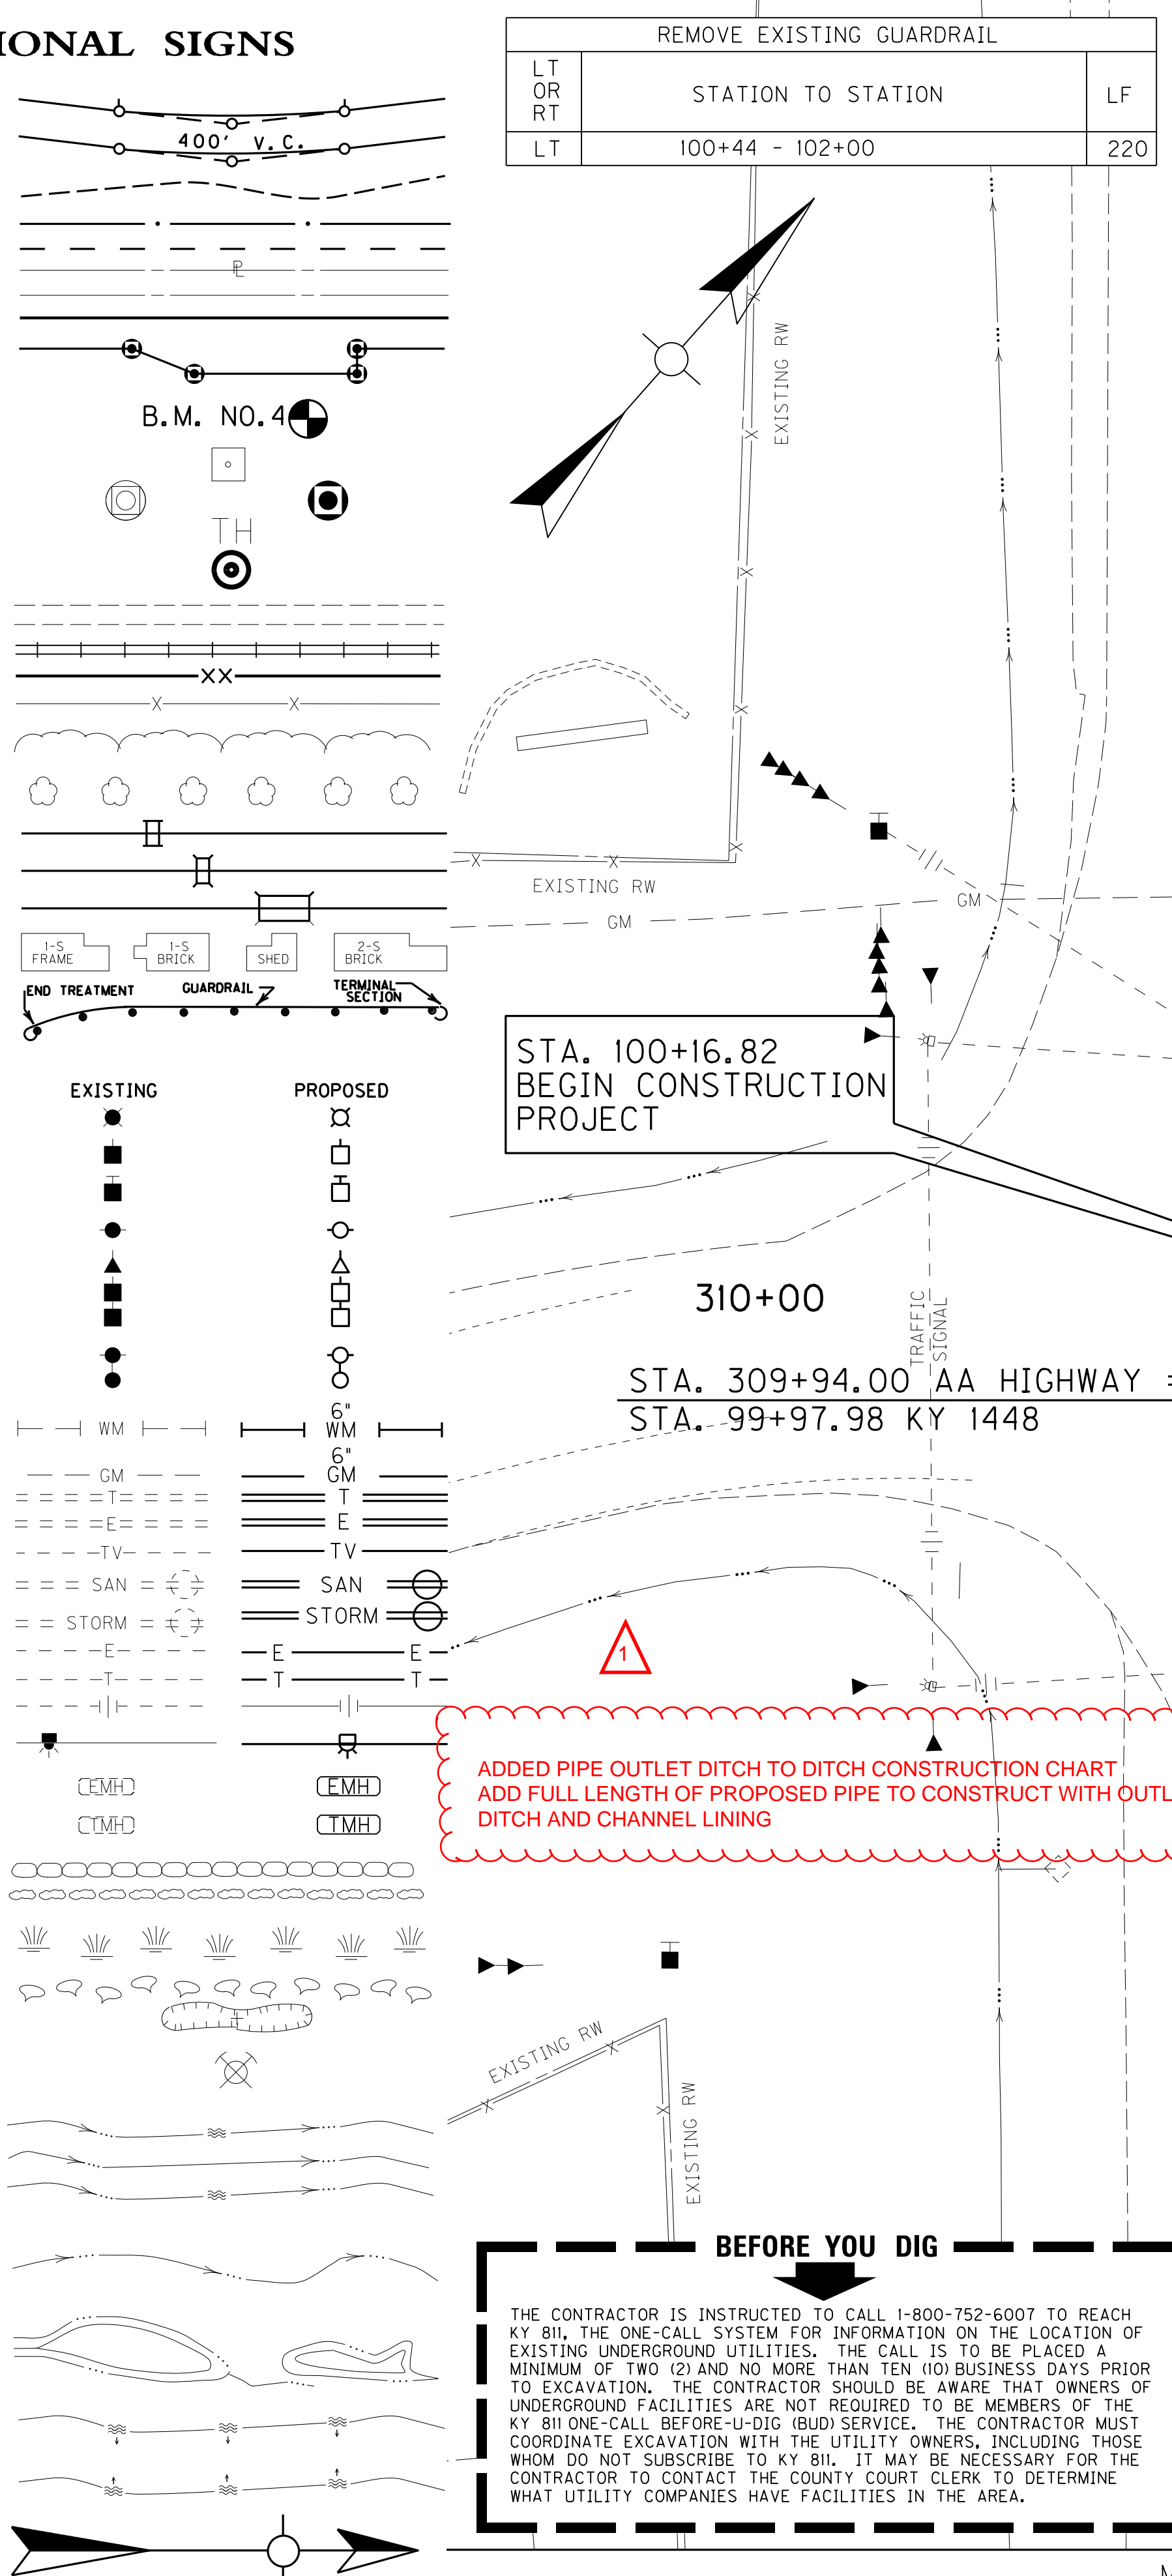 IONAL SIGNS
400' V.C.
PL
B.M. NO. 4
TH
XX
1-S
FRAME
1-S
BRICK
SHED
2-S
BRICK
END TREATMENT
GUARDRAIL
TERMINAL
SECTION
EXISTING
PROPOSED
WM
6"
WM
GM
6"
GM
T
T
E
E
TV
TV
SAN
SAN
STORM
STORM
E
E E
T
T T
EMH
EMH
TMH
TMH
REMOVE EXISTING GUARDRAIL
LT
OR
RT
STATION TO STATION
LF
LT 100+44 - 102+00 220
EXISTING RW
EXISTING RW
GM
GM
STA. 100+16.82
BEGIN CONSTRUCTION
PROJECT
310+00
TRAFFIC
SIGNAL
STA. 309+94.00 AA HIGHWAY =
STA. 99+97.98 KY 1448
1
ADDED PIPE OUTLET DITCH TO DITCH CONSTRUCTION CHART
ADD FULL LENGTH OF PROPOSED PIPE TO CONSTRUCT WITH OUTL
DITCH AND CHANNEL LINING
EXISTING RW
EXISTING RW
BEFORE YOU DIG
THE CONTRACTOR IS INSTRUCTED TO CALL 1-800-752-6007 TO REACH
KY 811, THE ONE-CALL SYSTEM FOR INFORMATION ON THE LOCATION OF
EXISTING UNDERGROUND UTILITIES. THE CALL IS TO BE PLACED A
MINIMUM OF TWO (2) AND NO MORE THAN TEN (10) BUSINESS DAYS PRIOR
TO EXCAVATION. THE CONTRACTOR SHOULD BE AWARE THAT OWNERS OF
UNDERGROUND FACILITIES ARE NOT REQUIRED TO BE MEMBERS OF THE
KY 811 ONE-CALL BEFORE-U-DIG (BUD) SERVICE. THE CONTRACTOR MUST
COORDINATE EXCAVATION WITH THE UTILITY OWNERS, INCLUDING THOSE
WHOM DO NOT SUBSCRIBE TO KY 811. IT MAY BE NECESSARY FOR THE
CONTRACTOR TO CONTACT THE COUNTY COURT CLERK TO DETERMINE
WHAT UTILITY COMPANIES HAVE FACILITIES IN THE AREA.